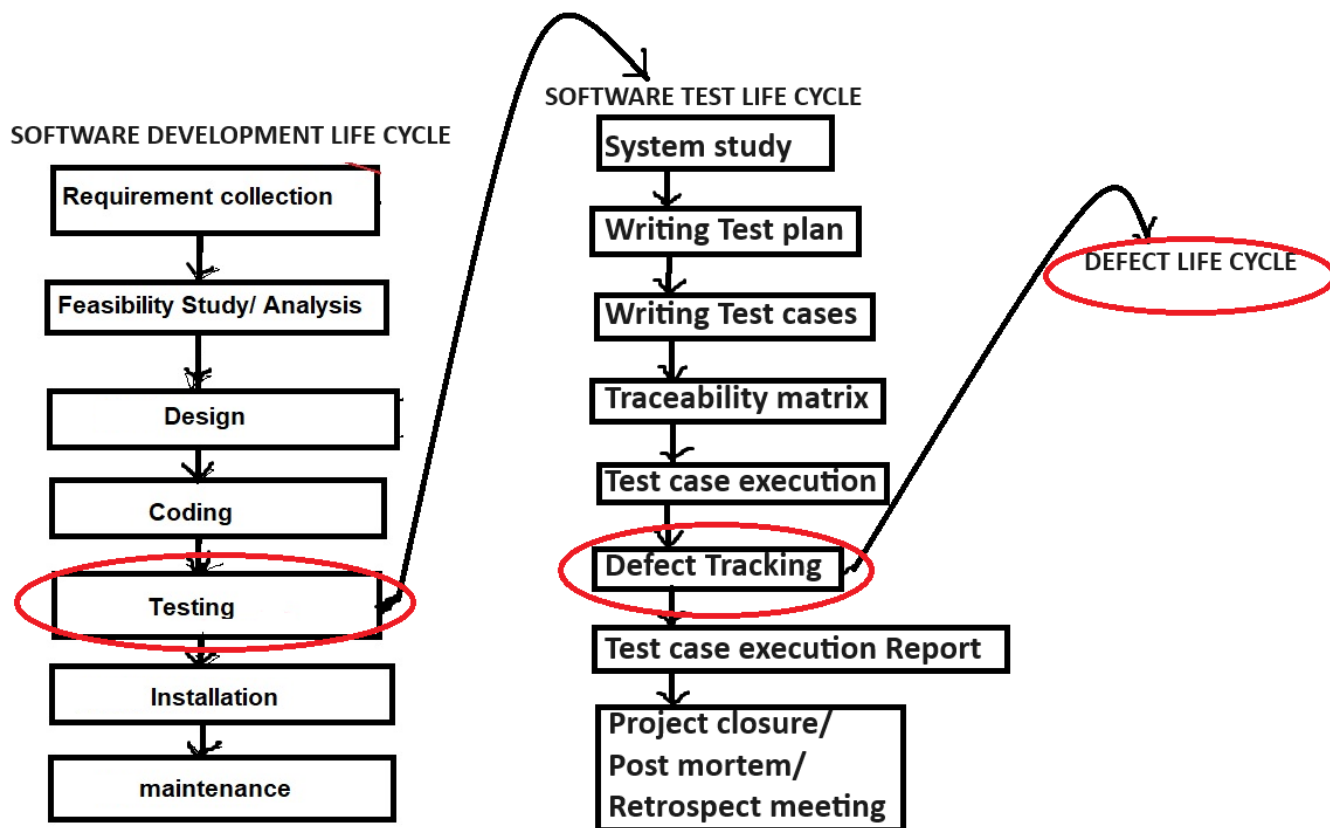 SOFTWARE DEVELOPMENT LIFE CYCLE
Requirement collection
Feasibility Study/ Analysis
Design
Coding
Testing
Installation
maintenance
SOFTWARE TEST LIFE CYCLE
System study
Writing Test plan
Writing Test cases
Traceability matrix
Test case execution
Defect Tracking
Test case execution Report
Project closure/
Post mortem/
Retrospect meeting
DEFECT LIFE CYCLE